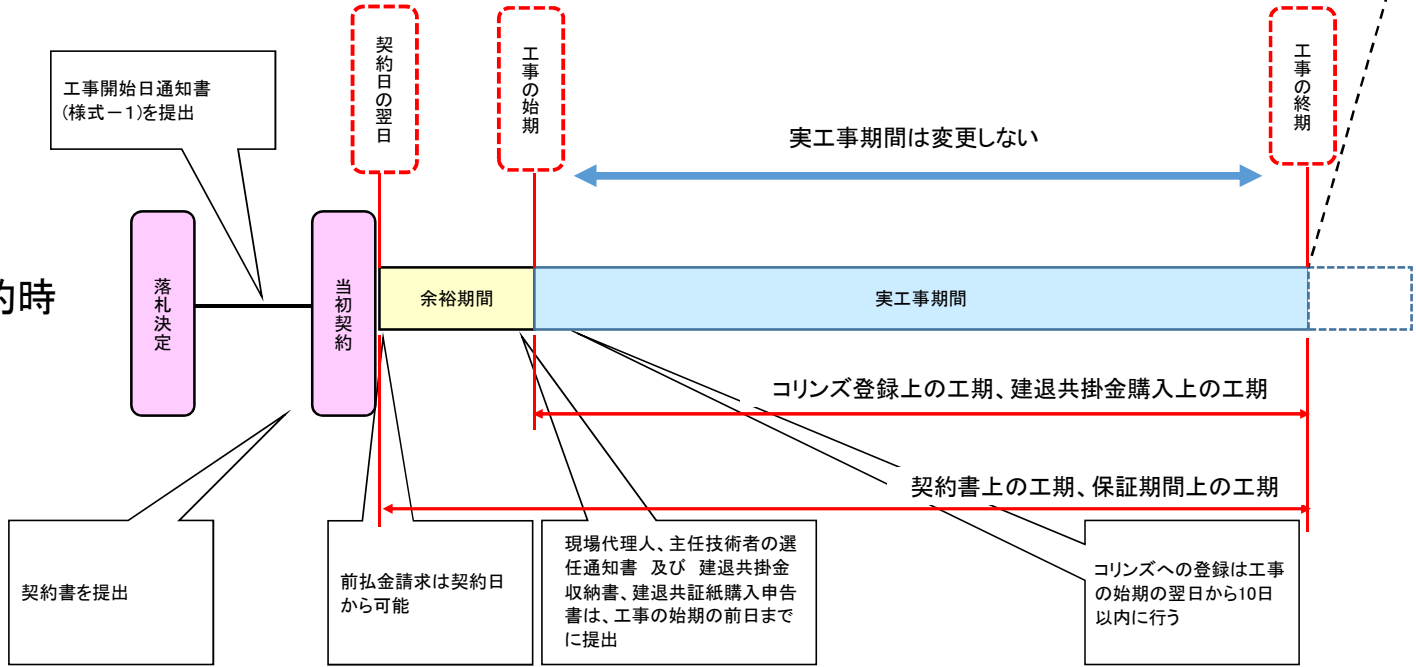 契約日の翌日
工事の始期
工事の終期
工事開始日通知書
(様式－1)を提出
実工事期間は変更しない
約時
落札決定
当初契約
余裕期間
実工事期間
コリンズ登録上の工期、建退共掛金購入上の工期
契約書上の工期、保証期間上の工期
契約書を提出
前払金請求は契約日
から可能
現場代理人、主任技術者の選
任通知書 及び 建退共掛金
収納書、建退共証紙購入申告
書は、工事の始期の前日まで
に提出
コリンズへの登録は工事
の始期の翌日から10日
以内に行う